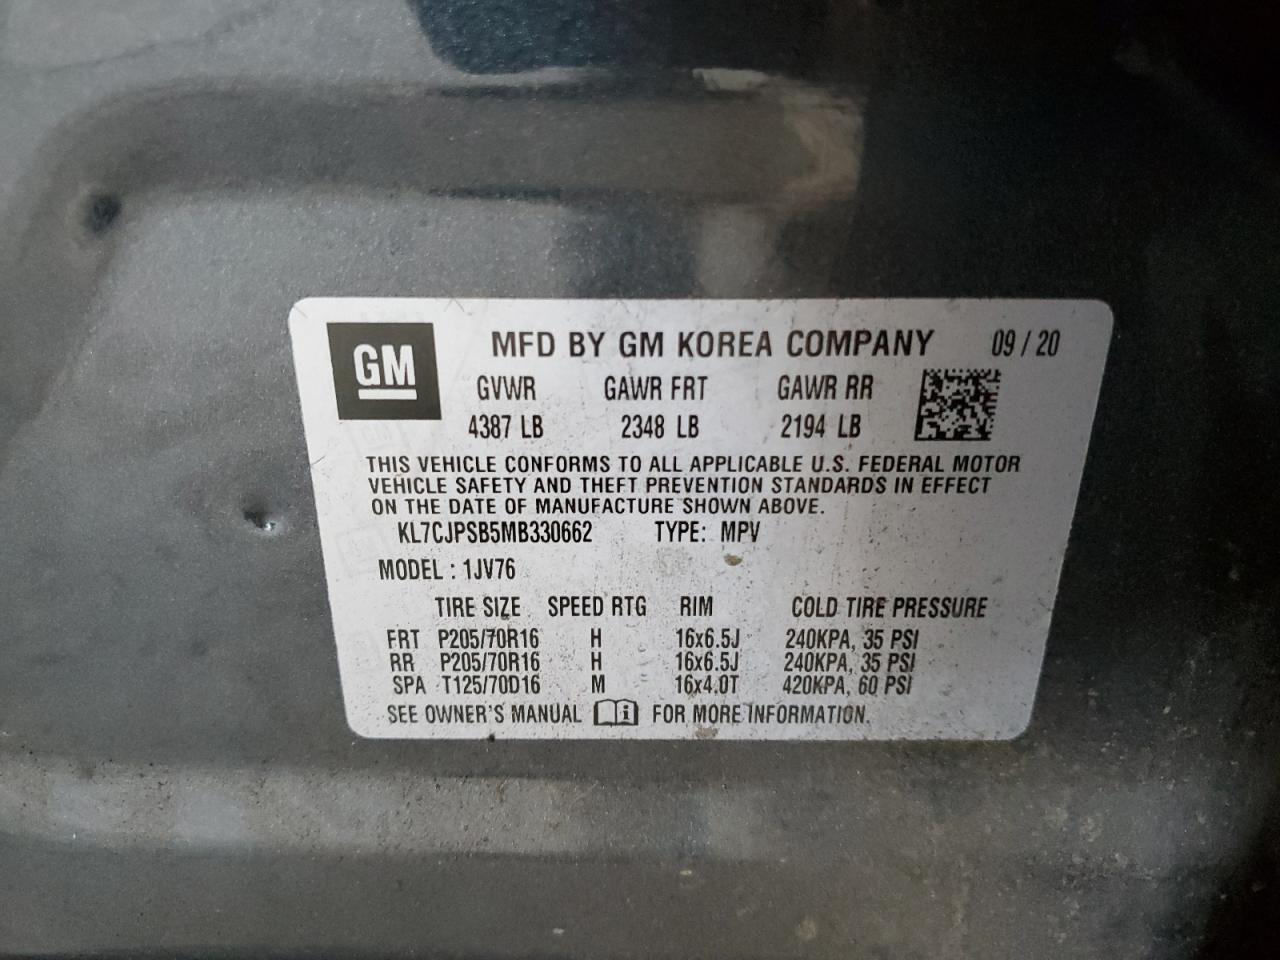 GM
MFD BY GM KOREA COMPANY 09 / 20
GVWR GAWR FRT GAWR RR
4387 LB 2348 LB 2194 LB
THIS VEHICLE CONFORMS TO ALL APPLICABLE U.S. FEDERAL MOTOR
VEHICLE SAFETY AND THEFT PREVENTION STANDARDS IN EFFECT
ON THE DATE OF MANUFACTURE SHOWN ABOVE.
KL7CJPSB5MB330662 TYPE: MPV
MODEL : 1JV76
TIRE SIZE SPEED RTG RIM COLD TIRE PRESSURE
FRT P205/70R16 H 16x6.5J 240KPA, 35 PSI
RR P205/70R16 H 16x6.5J 240KPA, 35 PSI
SPA T125/70D16 M 16x4.0T 420KPA, 60 PSI
SEE OWNER'S MANUAL i FOR MORE INFORMATION.